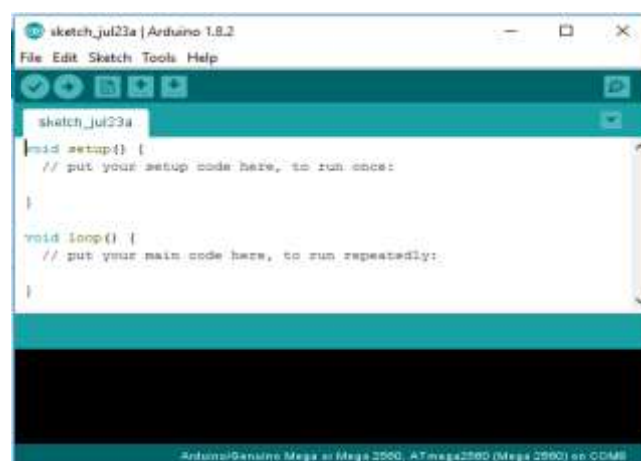 sketch_jul23a | Arduino 1.8.2
File Edit Sketch Tools Help
sketch_jul23a
void setup() {
// put your setup code here, to run once:
}
void loop() {
// put your main code here, to run repeatedly:
}
Arduino/Genuino Mega or Mega 2560, ATmega2560 (Mega 2560) on COM8